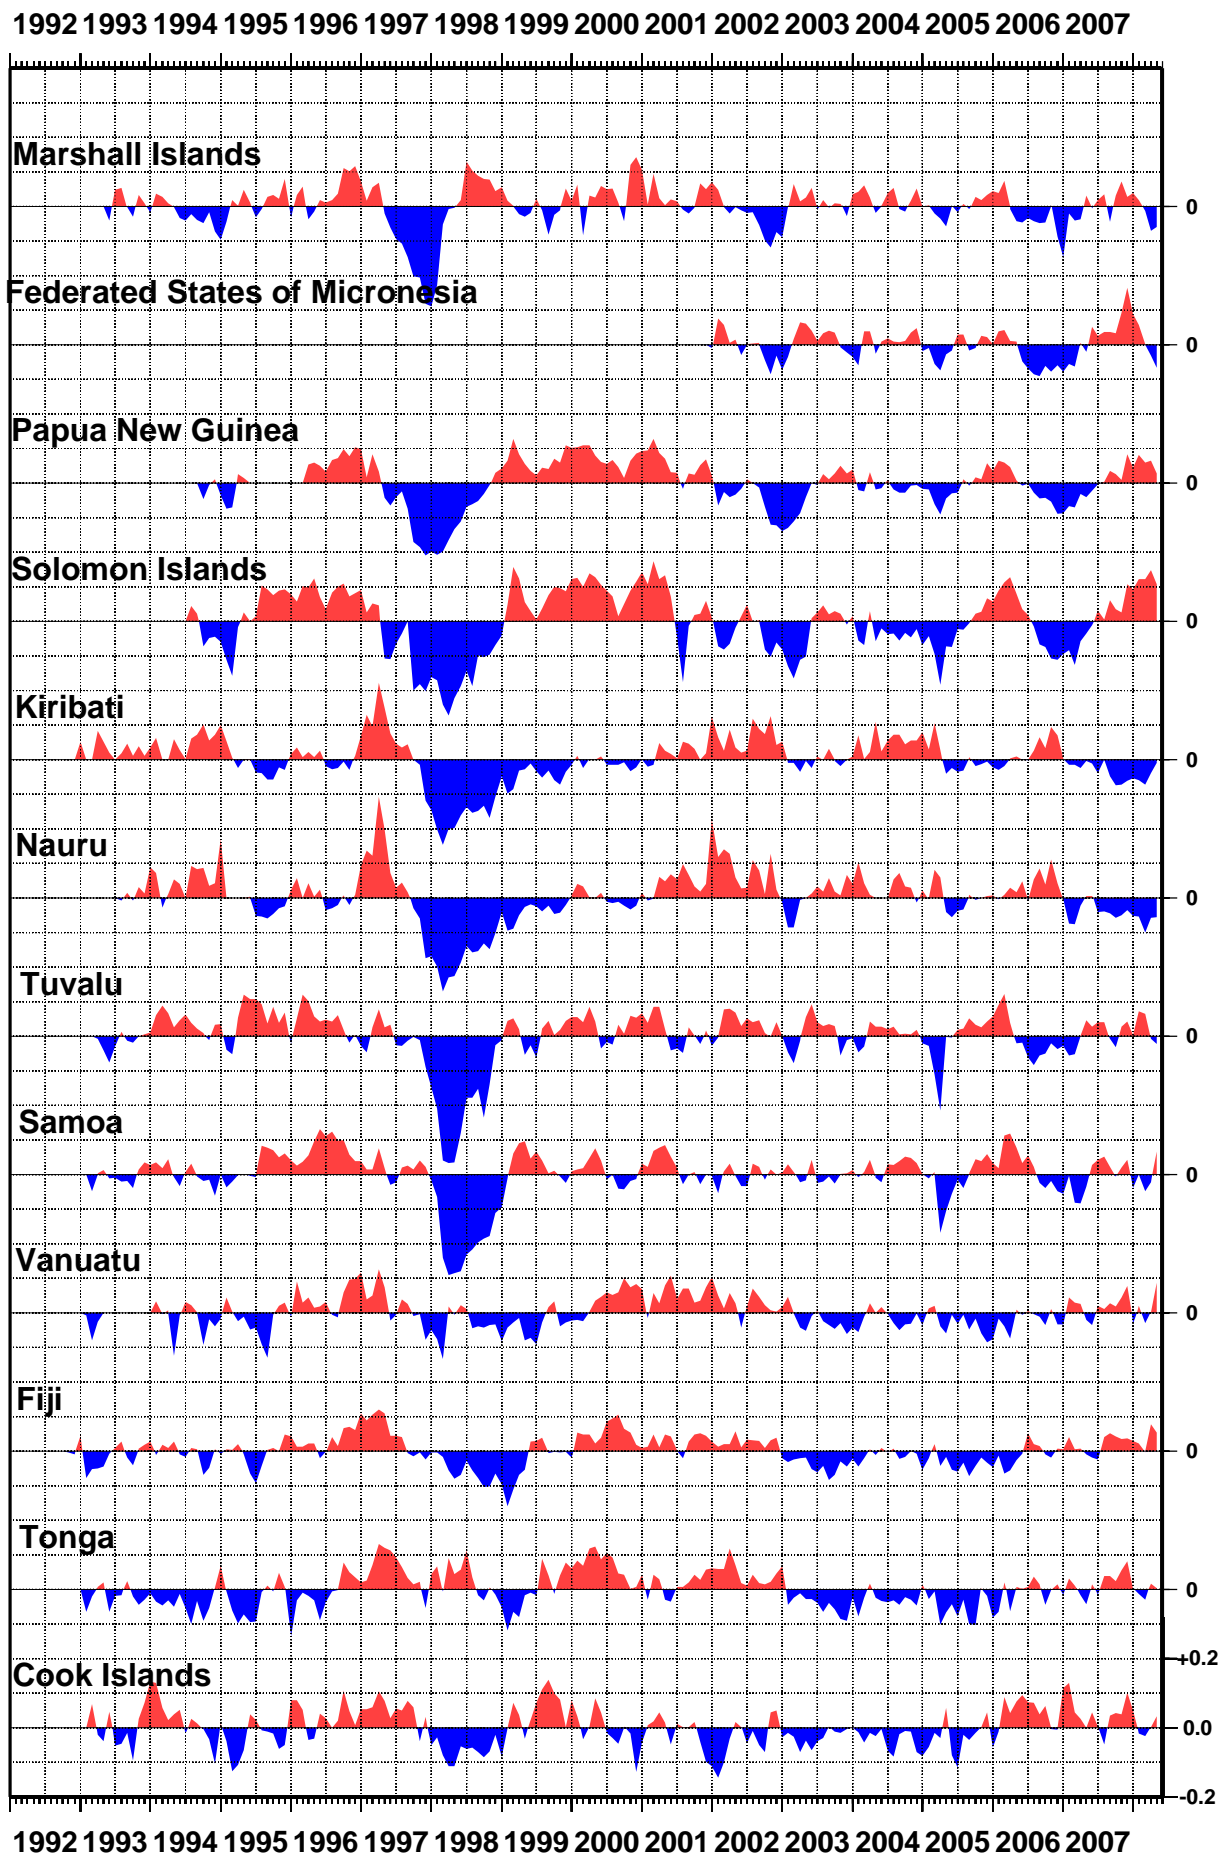 1992 1993 1994 1995 1996 1997 1998 1999 2000 2001 2002 2003 2004 2005 2006 2007
Marshall Islands
0
Federated States of Micronesia
0
Papua New Guinea
0
Solomon Islands
0
Kiribati
0
Nauru
0
Tuvalu
0
Samoa
0
Vanuatu
0
Fiji
0
Tonga
0
+0.2
Cook Islands
0.0
-0.2
1992 1993 1994 1995 1996 1997 1998 1999 2000 2001 2002 2003 2004 2005 2006 2007